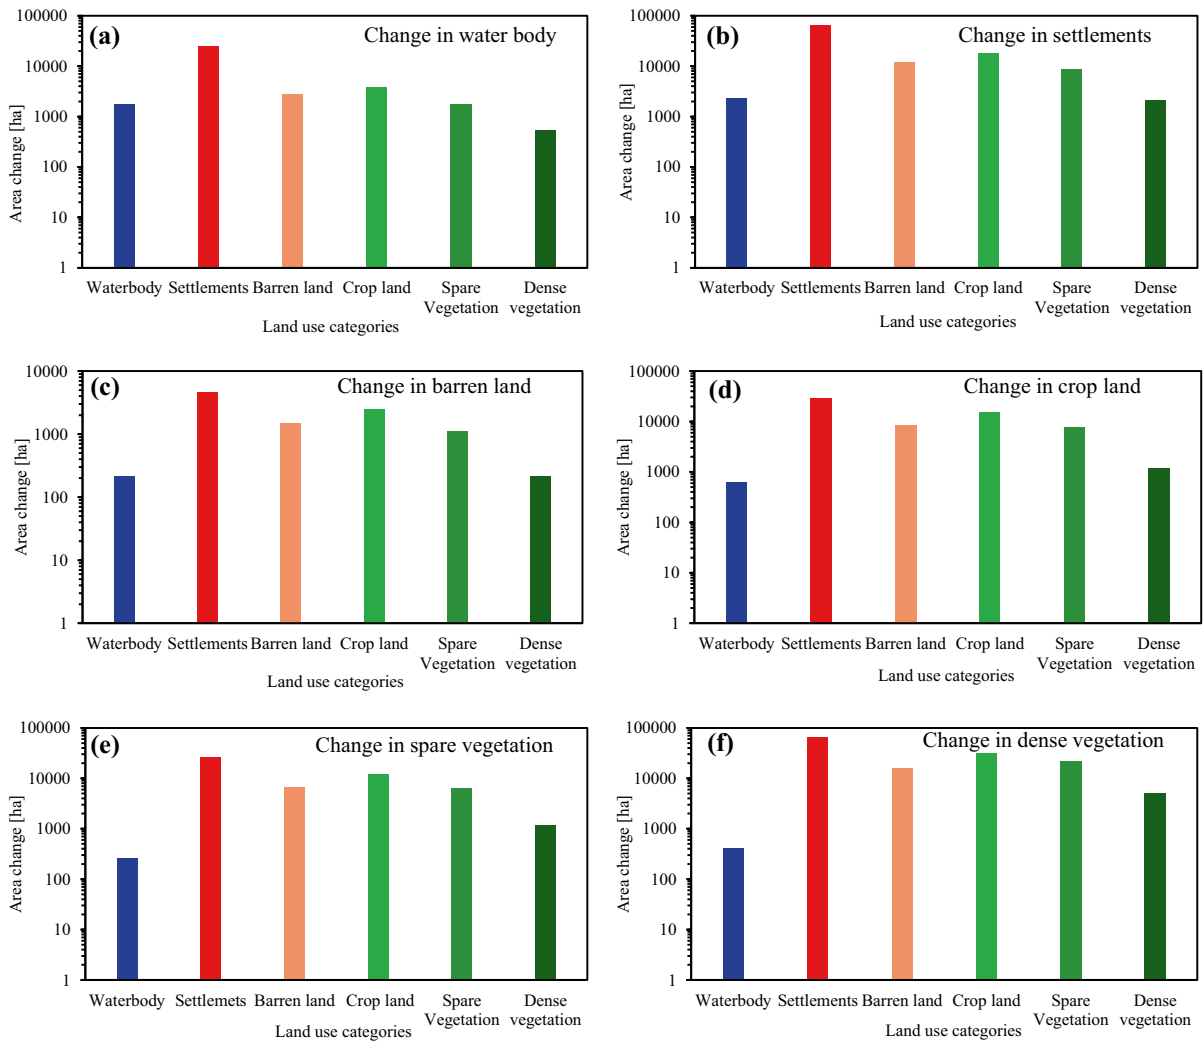 (a)
Change in water body
100000
10000
1000
100
10
1
Area change [ha]
Waterbody Settlements Barren land Crop land Spare Vegetation Dense vegetation
Land use categories
(b)
Change in settlements
100000
10000
1000
100
10
1
Area change [ha]
Waterbody Settlements Barren land Crop land Spare Vegetation Dense vegetation
Land use categories
(c)
Change in barren land
10000
1000
100
10
1
Area change [ha]
Waterbody Settlements Barren land Crop land Spare Vegetation Dense vegetation
Land use categories
(d)
Change in crop land
100000
10000
1000
100
10
1
Area change [ha]
Waterbody Settlements Barren land Crop land Spare Vegetation Dense vegetation
Land use categories
(e)
Change in spare vegetation
100000
10000
1000
100
10
1
Area change [ha]
Waterbody Settlemets Barren land Crop land Spare Vegetation Dense vegetation
Land use categories
(f)
Change in dense vegetation
100000
10000
1000
100
10
1
Area change [ha]
Waterbody Settlements Barren land Crop land Spare Vegetation Dense vegetation
Land use categories